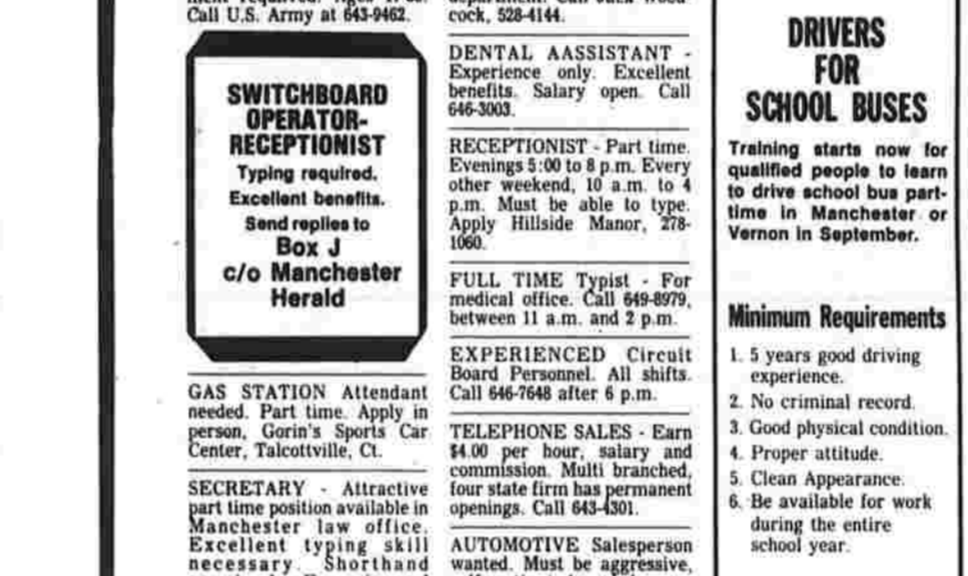 Call U.S. Army at 643-9462.
SWITCHBOARD
OPERATOR-
RECEPTIONIST
Typing required.
Excellent benefits.
Send replies to
Box J
c/o Manchester
Herald
GAS STATION Attendant
needed. Part time. Apply in
person, Gorin's Sports Car
Center, Talcottville, Ct.
SECRETARY - Attractive
part time position available in
Manchester law office.
Excellent typing skill
necessary. Shorthand
cock, 528-4144.
DENTAL AASSISTANT -
Experience only. Excellent
benefits. Salary open. Call
646-3003.
RECEPTIONIST - Part time.
Evenings 5:00 to 8 p.m. Every
other weekend, 10 a.m. to 4
p.m. Must be able to type.
Apply Hillside Manor, 278-
1060.
FULL TIME Typist - For
medical office. Call 649-8979,
between 11 a.m. and 2 p.m.
EXPERIENCED Circuit
Board Personnel. All shifts.
Call 646-7648 after 6 p.m.
TELEPHONE SALES - Earn
$4.00 per hour, salary and
commission. Multi branched,
four state firm has permanent
openings. Call 643-4301.
AUTOMOTIVE Salesperson
wanted. Must be aggressive,
DRIVERS
FOR
SCHOOL BUSES
Training starts now for
qualified people to learn
to drive school bus part-
time in Manchester or
Vernon in September.
Minimum Requirements
1. 5 years good driving
experience.
2. No criminal record.
3. Good physical condition.
4. Proper attitude.
5. Clean Appearance.
6. Be available for work
during the entire
school year.